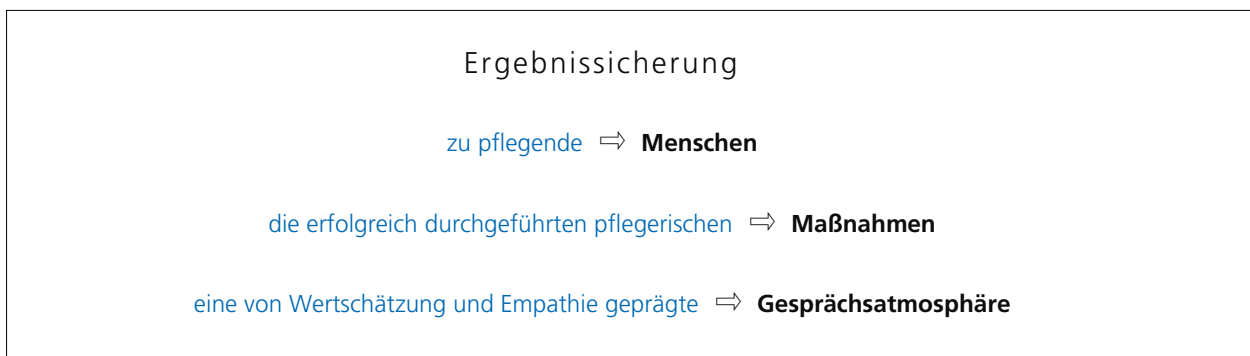 Ergebnissicherung
zu pflegende ⇨ Menschen
die erfolgreich durchgeführten pflegerischen ⇨ Maßnahmen
eine von Wertschätzung und Empathie geprägte ⇨ Gesprächsatmosphäre